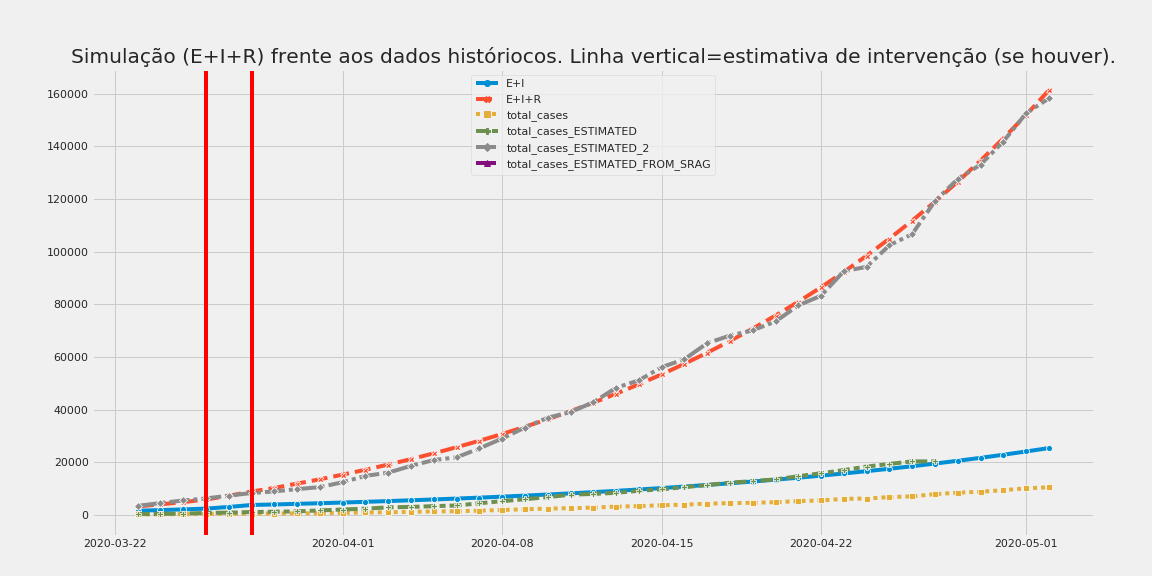 Simulação (E+I+R) frente aos dados históriocos. Linha vertical=estimativa de intervenção (se houver).
E+I
E+I+R
total_cases
total_cases_ESTIMATED
total_cases_ESTIMATED_2
total_cases_ESTIMATED_FROM_SRAG
160000
140000
120000
100000
80000
60000
40000
20000
0
2020-03-22 2020-04-01 2020-04-08 2020-04-15 2020-04-22 2020-05-01